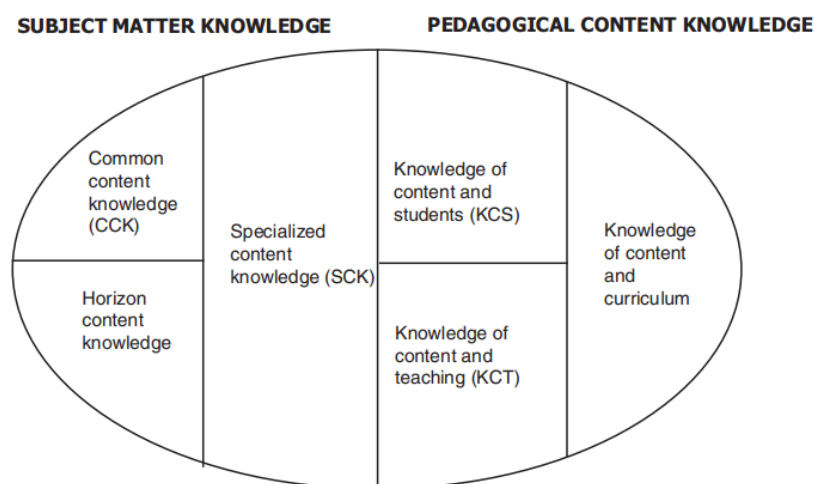 SUBJECT MATTER KNOWLEDGE
PEDAGOGICAL CONTENT KNOWLEDGE
Common
content
knowledge
(CCK)
Horizon
content
knowledge
Specialized
content
knowledge (SCK)
Knowledge of
content and
students (KCS)
Knowledge of
content and
teaching (KCT)
Knowledge
of content
and
curriculum